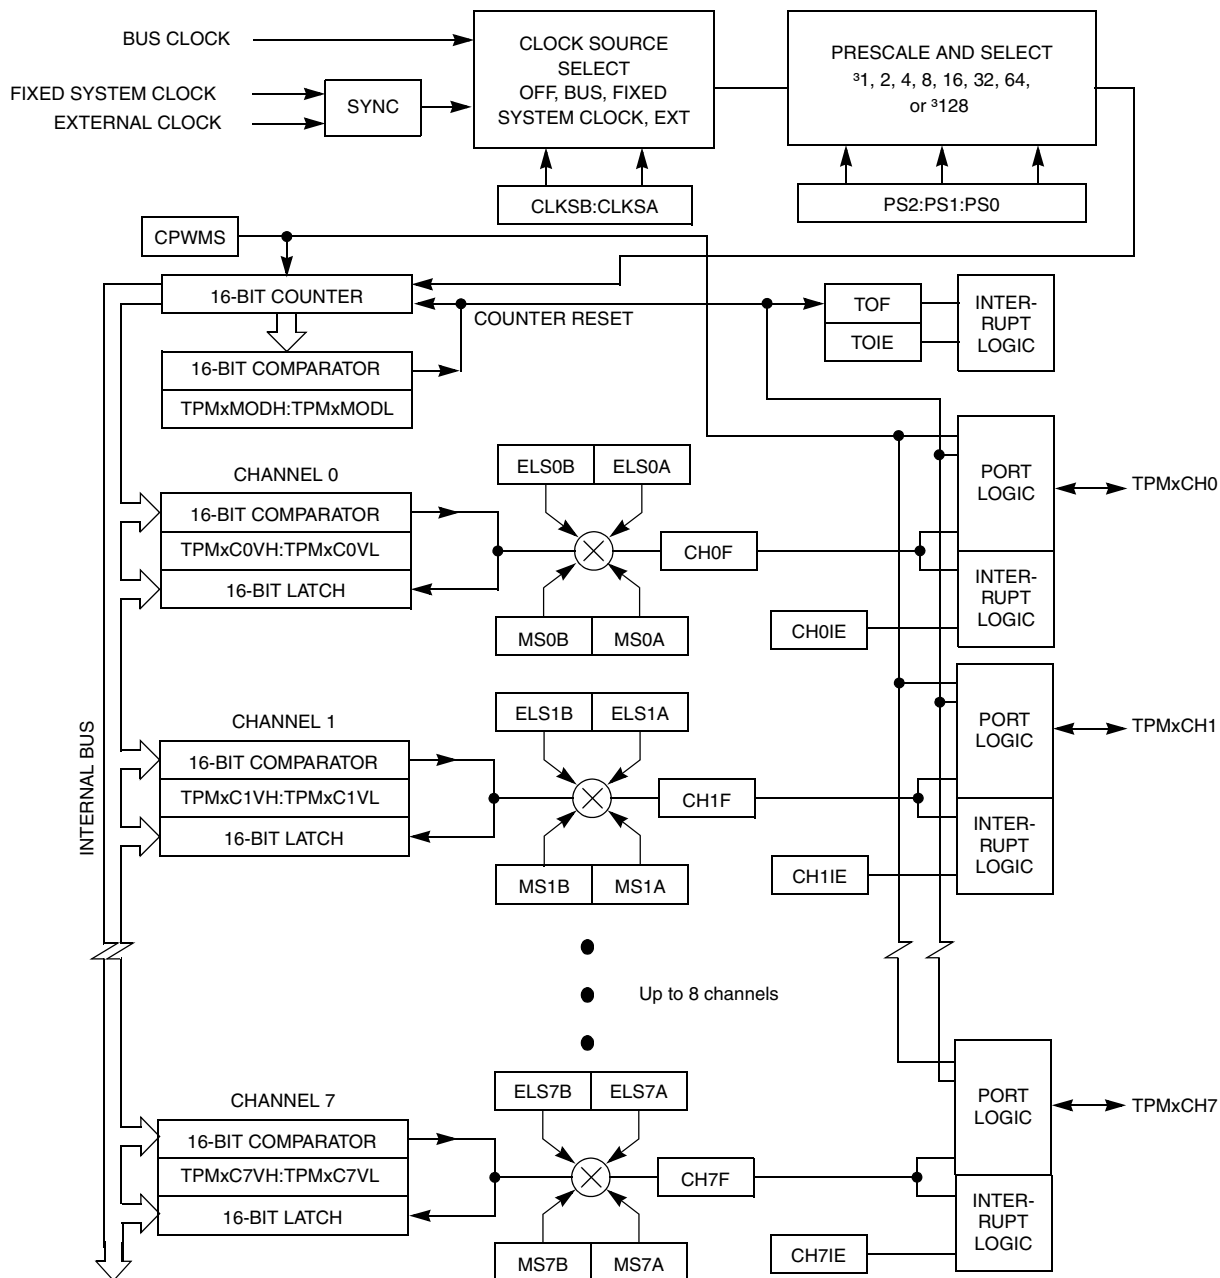 BUS CLOCK
FIXED SYSTEM CLOCK
EXTERNAL CLOCK
SYNC
CLOCK SOURCE
SELECT
OFF, BUS, FIXED
SYSTEM CLOCK, EXT
PRESCALE AND SELECT
³1, 2, 4, 8, 16, 32, 64,
or ³128
CLKSB:CLKSA
PS2:PS1:PS0
CPWMS
16-BIT COUNTER
COUNTER RESET
TOF
TOIE
INTER-
RUPT
LOGIC
16-BIT COMPARATOR
TPMxMODH:TPMxMODL
INTERNAL BUS
CHANNEL 0
16-BIT COMPARATOR
TPMxC0VH:TPMxC0VL
16-BIT LATCH
ELS0B
ELS0A
MS0B
MS0A
CH0F
CH0IE
PORT
LOGIC
INTER-
RUPT
LOGIC
TPMxCH0
CHANNEL 1
16-BIT COMPARATOR
TPMxC1VH:TPMxC1VL
16-BIT LATCH
ELS1B
ELS1A
MS1B
MS1A
CH1F
CH1IE
PORT
LOGIC
INTER-
RUPT
LOGIC
TPMxCH1
Up to 8 channels
CHANNEL 7
16-BIT COMPARATOR
TPMxC7VH:TPMxC7VL
16-BIT LATCH
ELS7B
ELS7A
MS7B
MS7A
CH7F
CH7IE
PORT
LOGIC
INTER-
RUPT
LOGIC
TPMxCH7